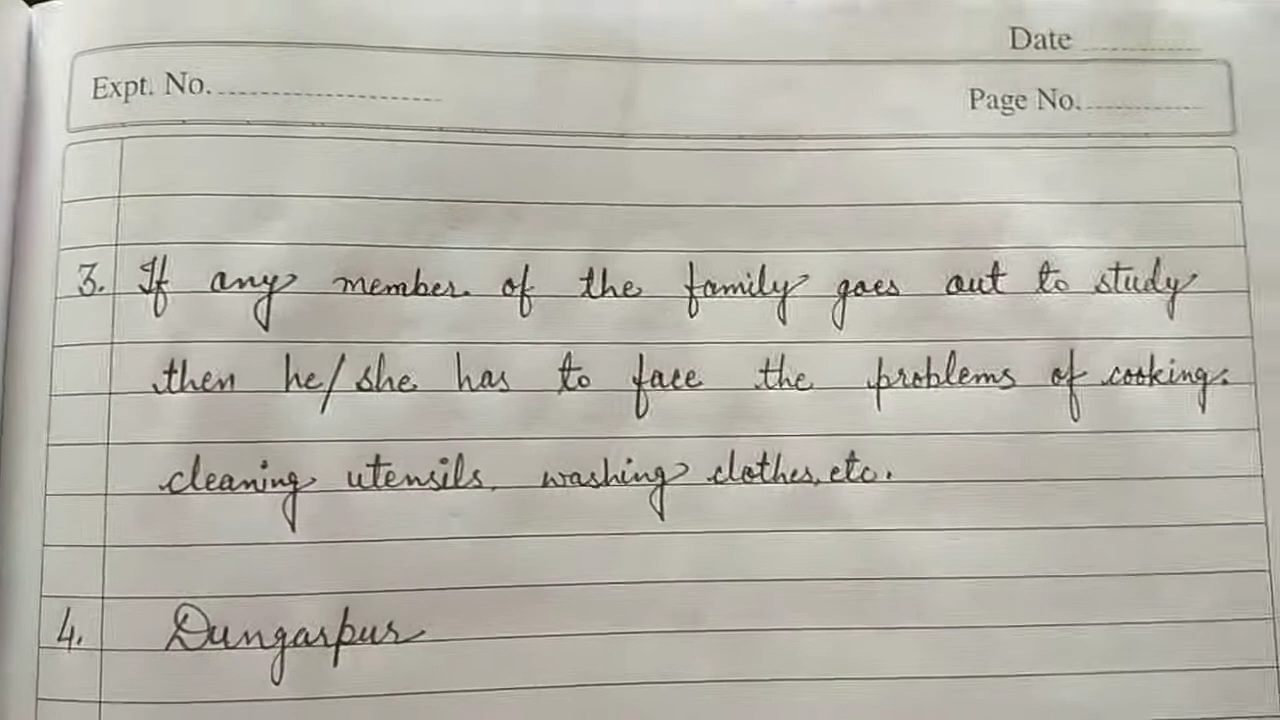 Date
Expt. No.
Page No.
3. If any member of the family goes out to study
then he/she has to face the problems of cooking,
cleaning utensils, washing clothes, etc.
4. Dungarpur